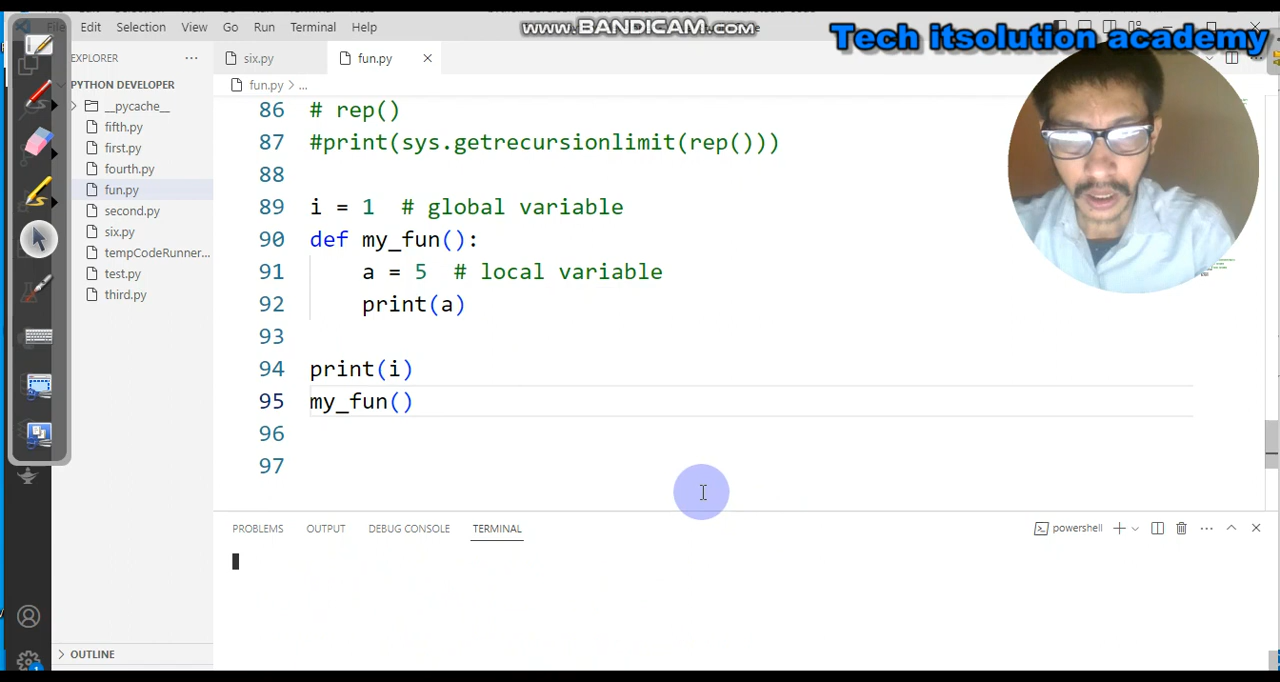 File Edit Selection View Go Run Terminal Help
www.BANDICAM.com
Tech itsolution academy
EXPLORER
six.py
fun.py
PYTHON DEVELOPER
fun.py > ...
__pycache__
fifth.py
first.py
fourth.py
fun.py
second.py
six.py
tempCodeRunner...
test.py
third.py
86 # rep()
87 #print(sys.getrecursionlimit(rep()))
88
89 i = 1 # global variable
90 def my_fun():
91 a = 5 # local variable
92 print(a)
93
94 print(i)
95 my_fun()
96
97
PROBLEMS OUTPUT DEBUG CONSOLE TERMINAL
powershell
OUTLINE